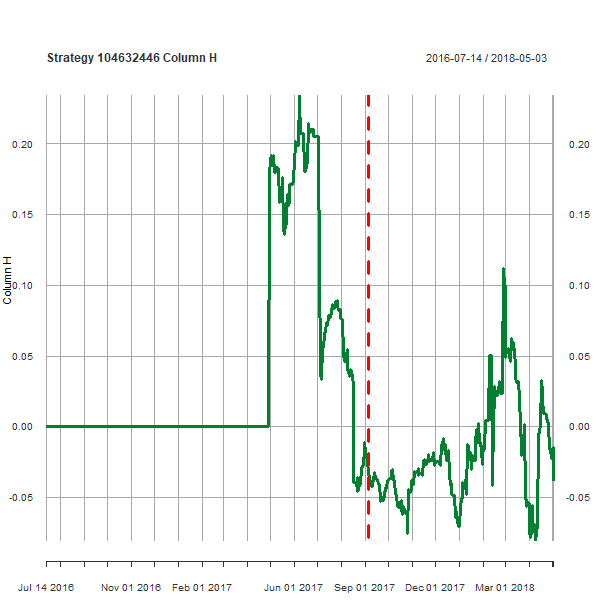 Strategy 104632446 Column H
2016-07-14 / 2018-05-03
0.20
0.20
0.15
0.15
0.10
0.10
Column H
0.05
0.05
0.00
0.00
-0.05
-0.05
Jul 14 2016
Nov 01 2016
Feb 01 2017
Jun 01 2017
Sep 01 2017
Dec 01 2017
Mar 01 2018